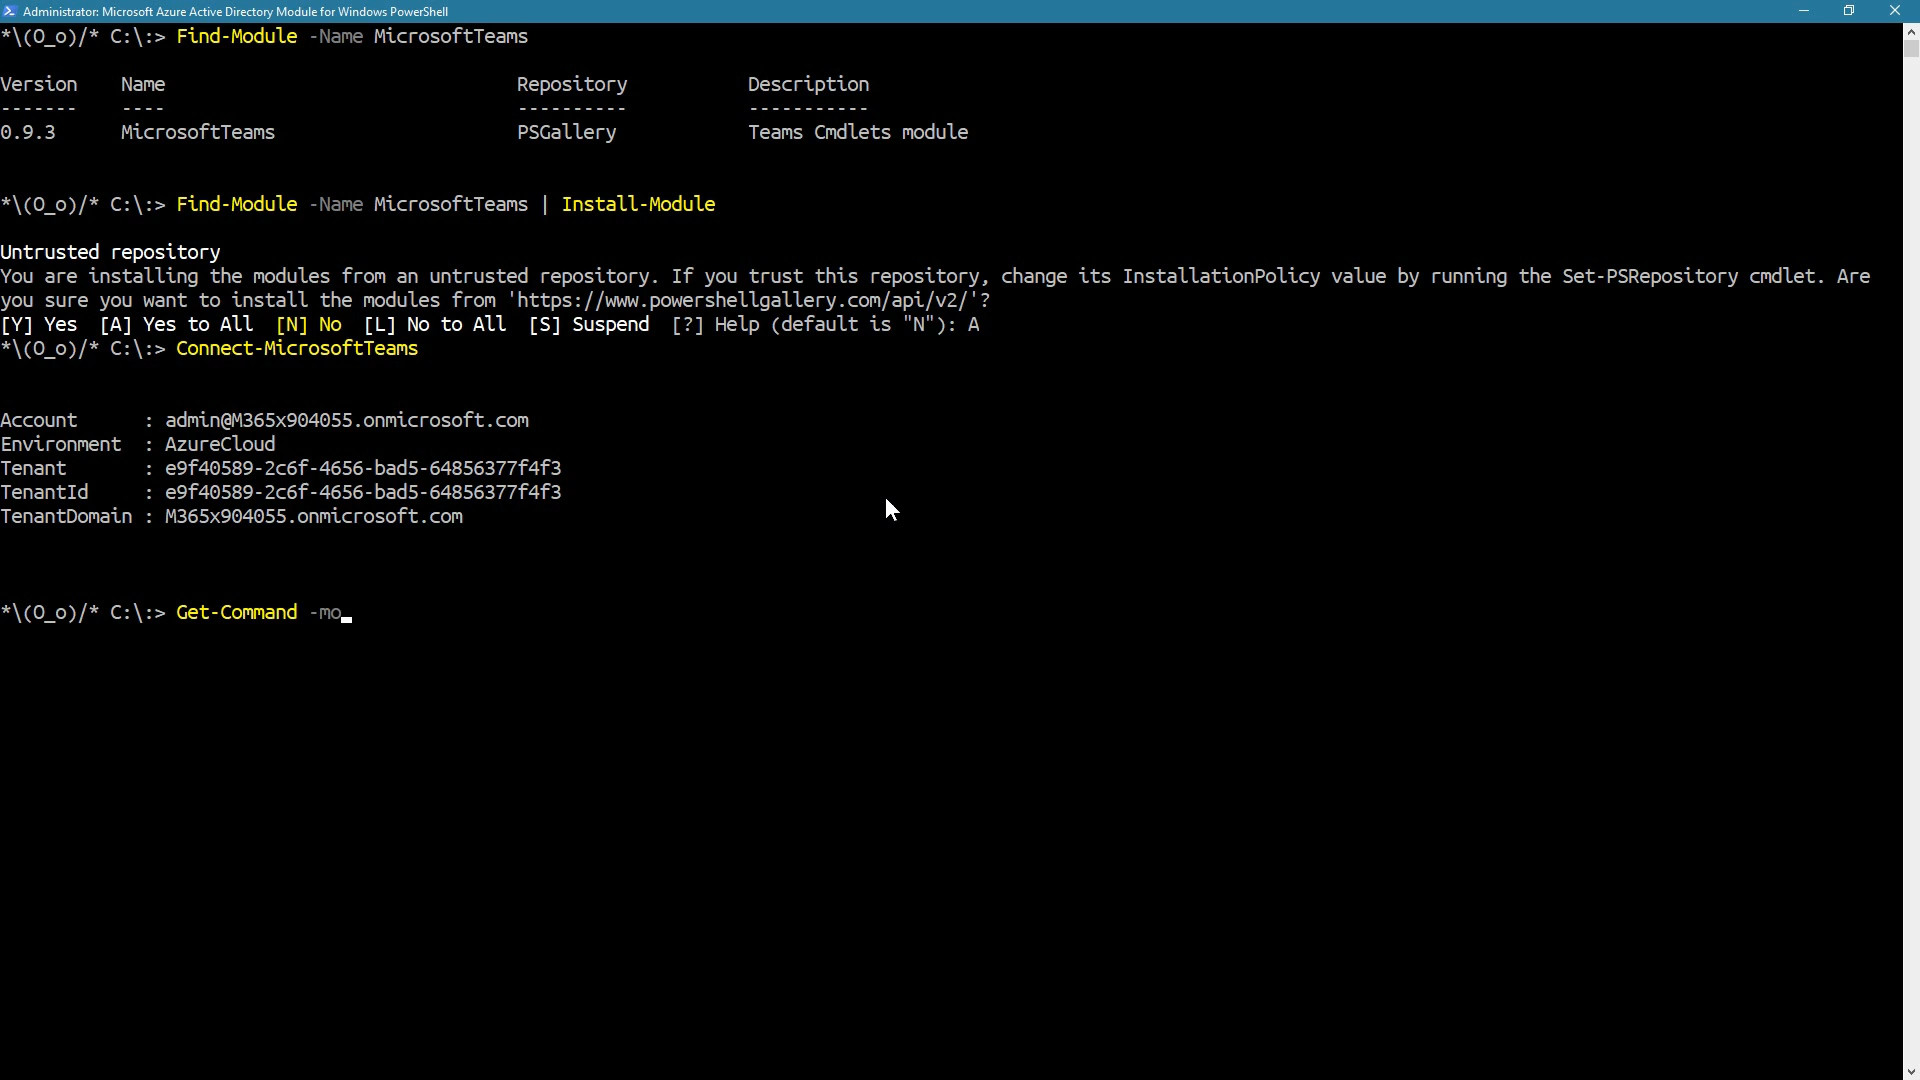 Administrator: Microsoft Azure Active Directory Module for Windows PowerShell
*\(O_o)/* C:\:> Find-Module -Name MicrosoftTeams
Version    Name                                Repository           Description
-------    ----                                ----------           -----------
0.9.3      MicrosoftTeams                      PSGallery            Teams Cmdlets module
*\(O_o)/* C:\:> Find-Module -Name MicrosoftTeams | Install-Module
Untrusted repository
You are installing the modules from an untrusted repository. If you trust this repository, change its InstallationPolicy value by running the Set-PSRepository cmdlet. Are
you sure you want to install the modules from 'https://www.powershellgallery.com/api/v2/'?
[Y] Yes  [A] Yes to All  [N] No  [L] No to All  [S] Suspend  [?] Help (default is "N"): A
*\(O_o)/* C:\:> Connect-MicrosoftTeams
Account      : admin@M365x904055.onmicrosoft.com
Environment  : AzureCloud
Tenant       : e9f40589-2c6f-4656-bad5-64856377f4f3
TenantId     : e9f40589-2c6f-4656-bad5-64856377f4f3
TenantDomain : M365x904055.onmicrosoft.com
*\(O_o)/* C:\:> Get-Command -mo